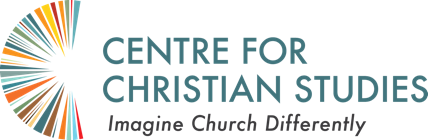 CENTRE FOR
CHRISTIAN STUDIES
Imagine Church Differently